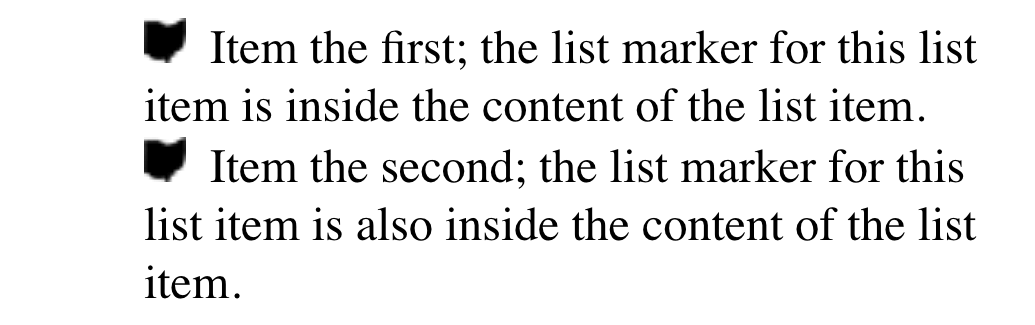 Item the first; the list marker for this list
item is inside the content of the list item.
Item the second; the list marker for this
list item is also inside the content of the list
item.